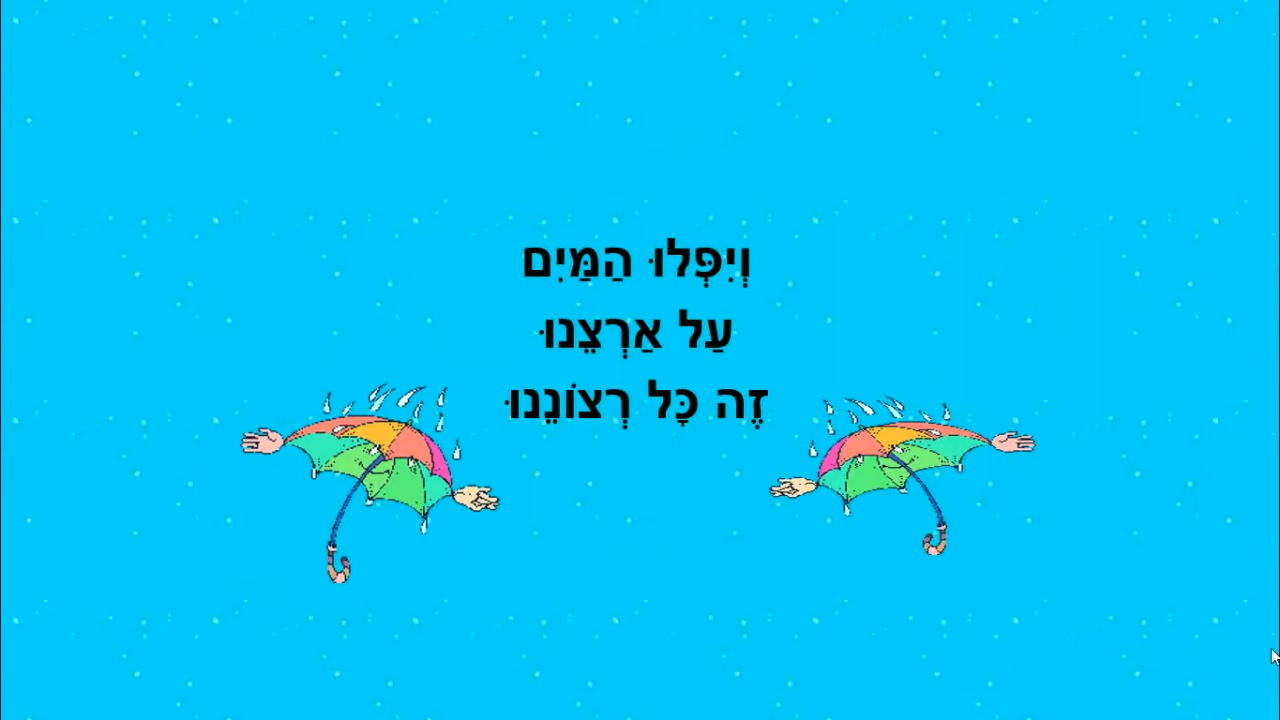 וְיִפְּלוּ הַמַּיִם
עַל אַרְצֵנוּ
זֶה כָּל רְצוֹנֵנוּ